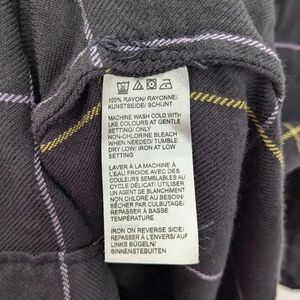 100% RAYON/ RAYONNE/
KUNSTSEIDE/ SCHIJNT
MACHINE WASH COLD WITH
LIKE COLOURS AT GENTLE
SETTING/ ONLY
NON-CHLORINE BLEACH
WHEN NEEDED/ TUMBLE
DRY LOW/ IRON AT LOW
SETTING
LAVER À LA MACHINE À
L'EAU FROIDE AVEC DES
COULEURS SEMBLABLES AU
CYCLE DÉLICAT/ UTILISER
AU BESOIN UN AGENT BLANCHIMENT
NON CHLORÉ AU BESOIN/
SÉCHER PAR CULBUTAGE/
REPASSER À BASSE
TEMPÉRATURE
IRON ON REVERSE SIDE/
REPASSER À L'ENVERS/ AUF
LINKS BÜGELN/
BINNENSTEBUITEN